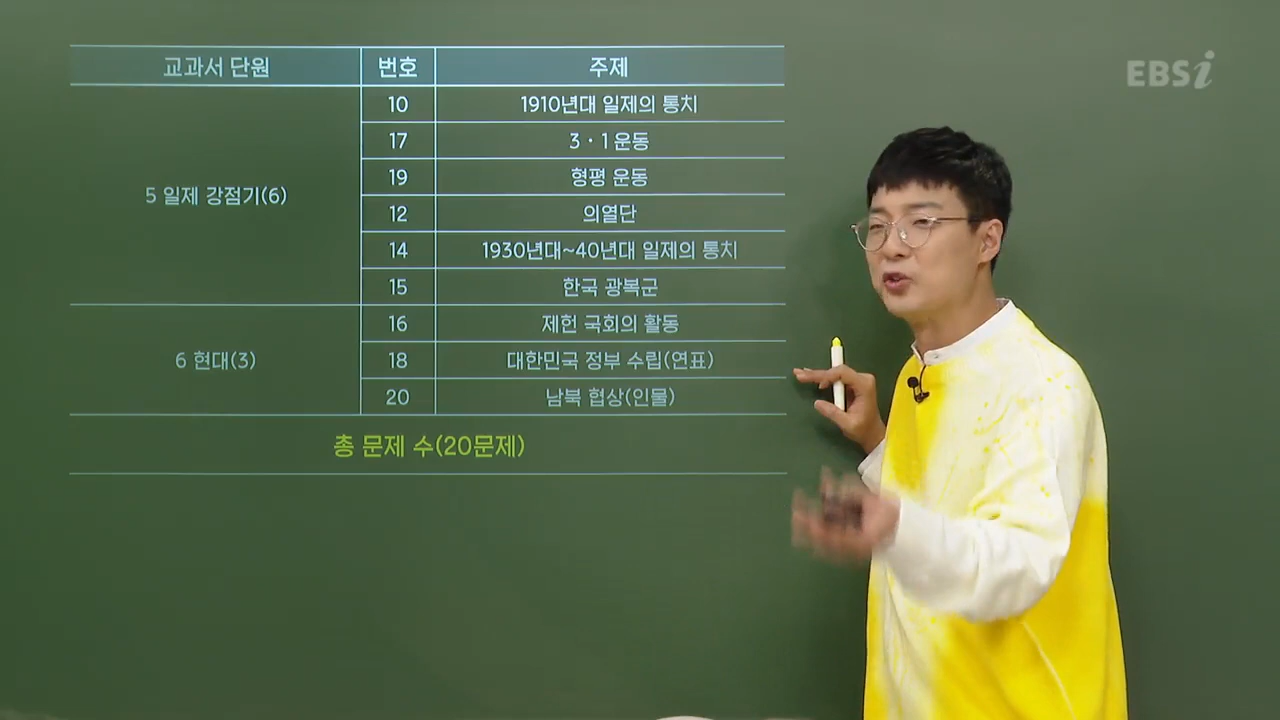 EBSi
교과서 단원 번호 주제
5 일제 강점기(6)
10 1910년대 일제의 통치
17 3·1 운동
19 형평 운동
12 의열단
14 1930년대~40년대 일제의 통치
15 한국 광복군
6 현대(3)
16 제헌 국회의 활동
18 대한민국 정부 수립(연표)
20 남북 협상(인물)
총 문제 수(20문제)